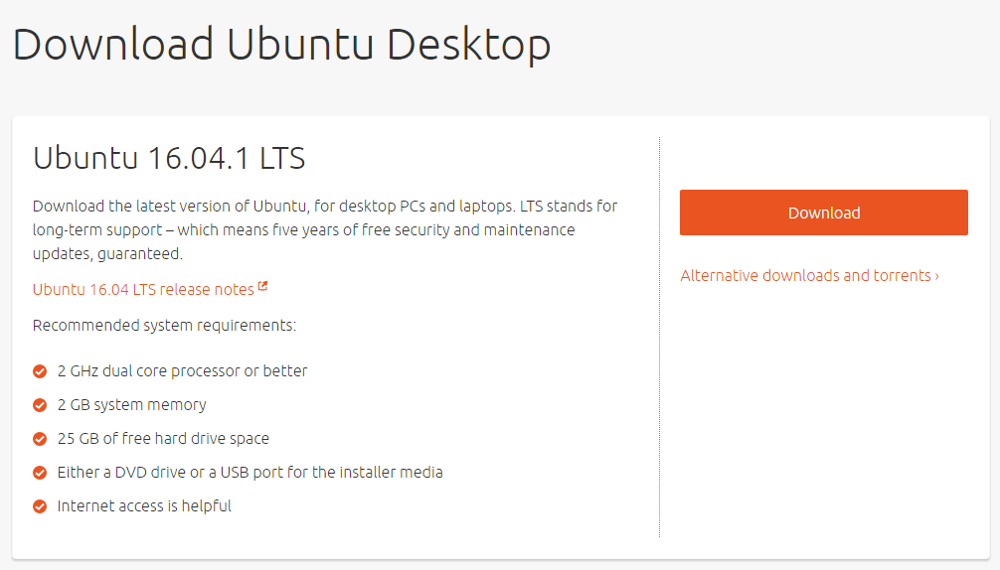 Download Ubuntu Desktop
Ubuntu 16.04.1 LTS
Download the latest version of Ubuntu, for desktop PCs and laptops. LTS stands for
long-term support – which means five years of free security and maintenance
updates, guaranteed.
Ubuntu 16.04 LTS release notes
Recommended system requirements:
2 GHz dual core processor or better
2 GB system memory
25 GB of free hard drive space
Either a DVD drive or a USB port for the installer media
Internet access is helpful
Download
Alternative downloads and torrents ›